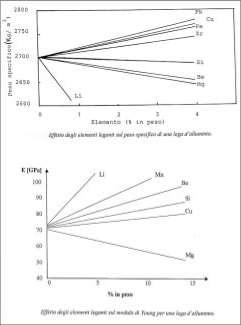 Peso specifico(Kg/ m³)
2800
2750
2700
2650
2600
Pb
Cu
Zr
Si
Be
Mg
Li
0 1 2 3 4 5
Elemento (% in peso)
Effetto degli elementi leganti sul peso specifico di una lega d'alluminio.
E [GPa]
100
90
80
70
60
50
40
Li
Mn
Be
Si
Cu
Mg
0 5 10 15
% in peso
Effetto degli elementi leganti sul modulo di Young per una lega d'alluminio.